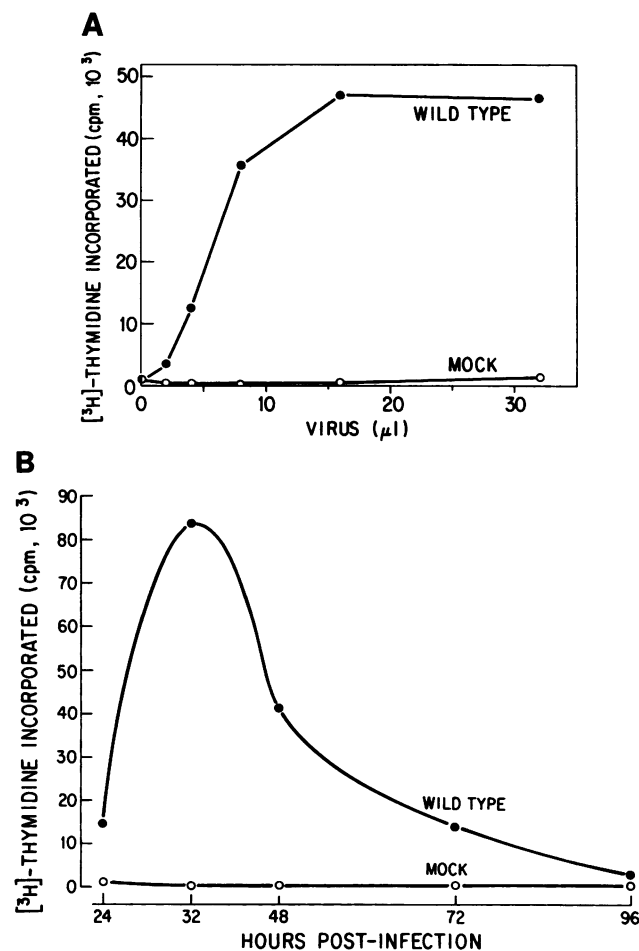 A
[³H]-THYMIDINE INCORPORATED (cpm, 10³)
50
40
30
20
10
0
WILD TYPE
MOCK
0 10 20 30
VIRUS (μl)
B
[³H]-THYMIDINE INCORPORATED (cpm, 10³)
90
80
70
60
50
40
30
20
10
0
WILD TYPE
MOCK
24 32 48 72 96
HOURS POST-INFECTION